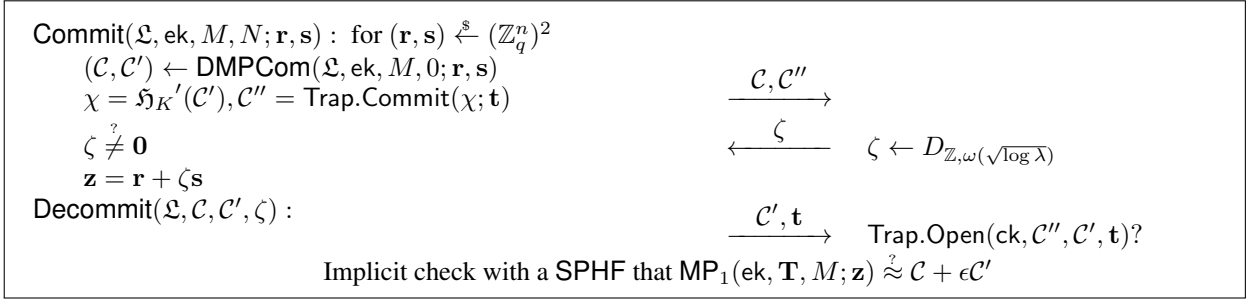 Commit(𝔏, ek, M, N; r, s) : for (r, s) $← (ℤ_q^n)^2
(𝒞, 𝒞′) ← DMPCom(𝔏, ek, M, 0; r, s)
χ = ℌ_K′(𝒞′), 𝒞″ = Trap.Commit(χ; t) 𝒞, 𝒞″ →
ζ ≠? 0 ← ζ ζ ← D_{ℤ,ω(√log λ)}
z = r + ζs
Decommit(𝔏, 𝒞, 𝒞′, ζ) :
𝒞′, t → Trap.Open(ck, 𝒞″, 𝒞′, t)?
Implicit check with a SPHF that MP_1(ek, T, M; z) ≈? 𝒞 + ϵ𝒞′